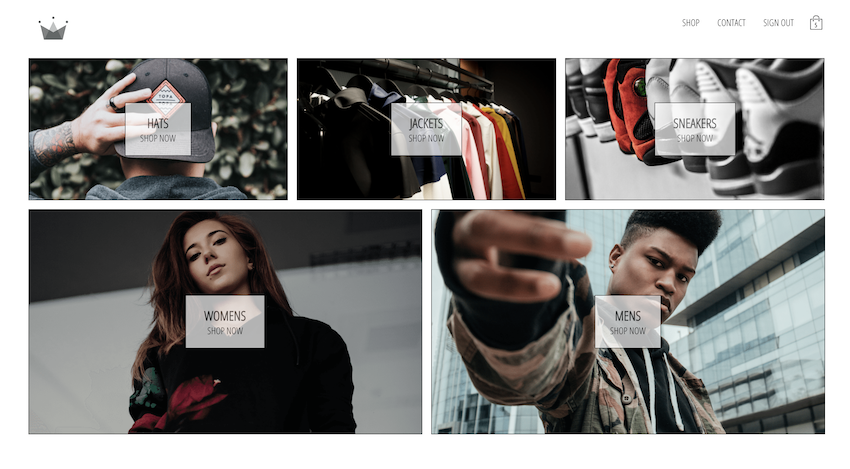 SHOP
CONTACT
SIGN OUT
5
HATS
SHOP NOW
JACKETS
SHOP NOW
SNEAKERS
SHOP NOW
WOMENS
SHOP NOW
MENS
SHOP NOW